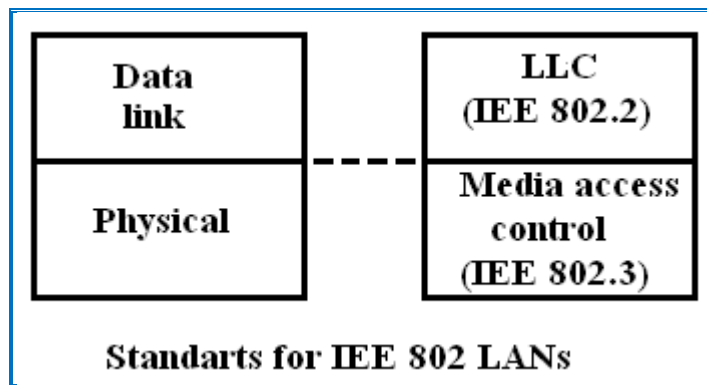 Data
link
Physical
LLC
(IEE 802.2)
Media access
control
(IEE 802.3)
Standarts for IEE 802 LANs